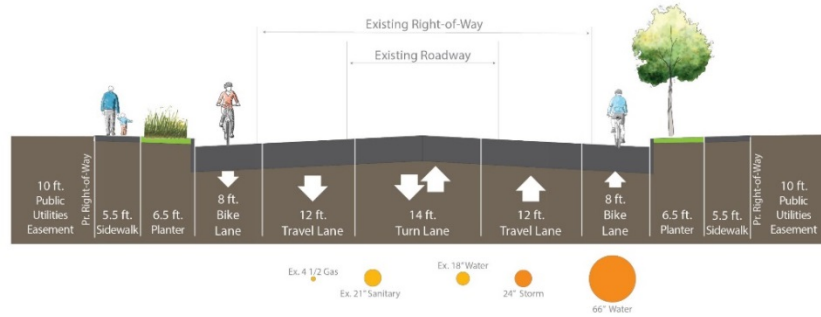 Existing Right-of-Way
Existing Roadway
10 ft.
Public
Utilities
Easement
Pr. Right-of-Way
5.5 ft.
Sidewalk
6.5 ft.
Planter
8 ft.
Bike
Lane
12 ft.
Travel Lane
14 ft.
Turn Lane
12 ft.
Travel Lane
8 ft.
Bike
Lane
6.5 ft.
Planter
5.5 ft.
Sidewalk
Pr. Right-of-Way
10 ft.
Public
Utilities
Easement
Ex. 4 1/2 Gas
Ex. 21" Sanitary
Ex. 18" Water
24" Storm
66" Water